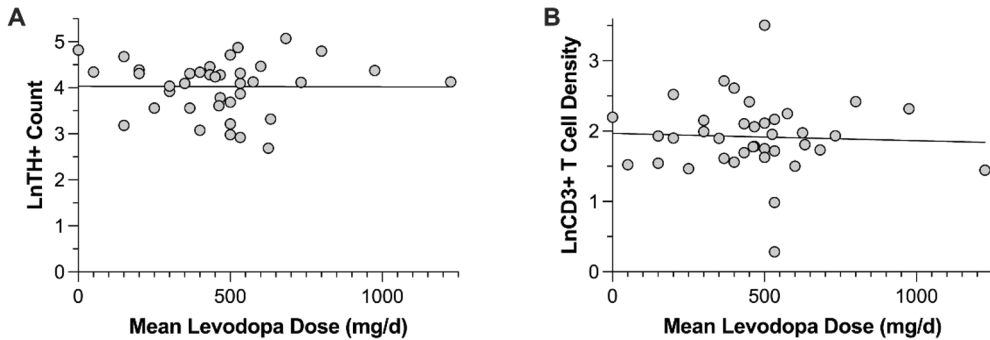 A
B
LnTH+ Count
5
4
3
2
1
0
0
500
1000
Mean Levodopa Dose (mg/d)
LnCD3+ T Cell Density
3
2
1
0
0
500
1000
Mean Levodopa Dose (mg/d)